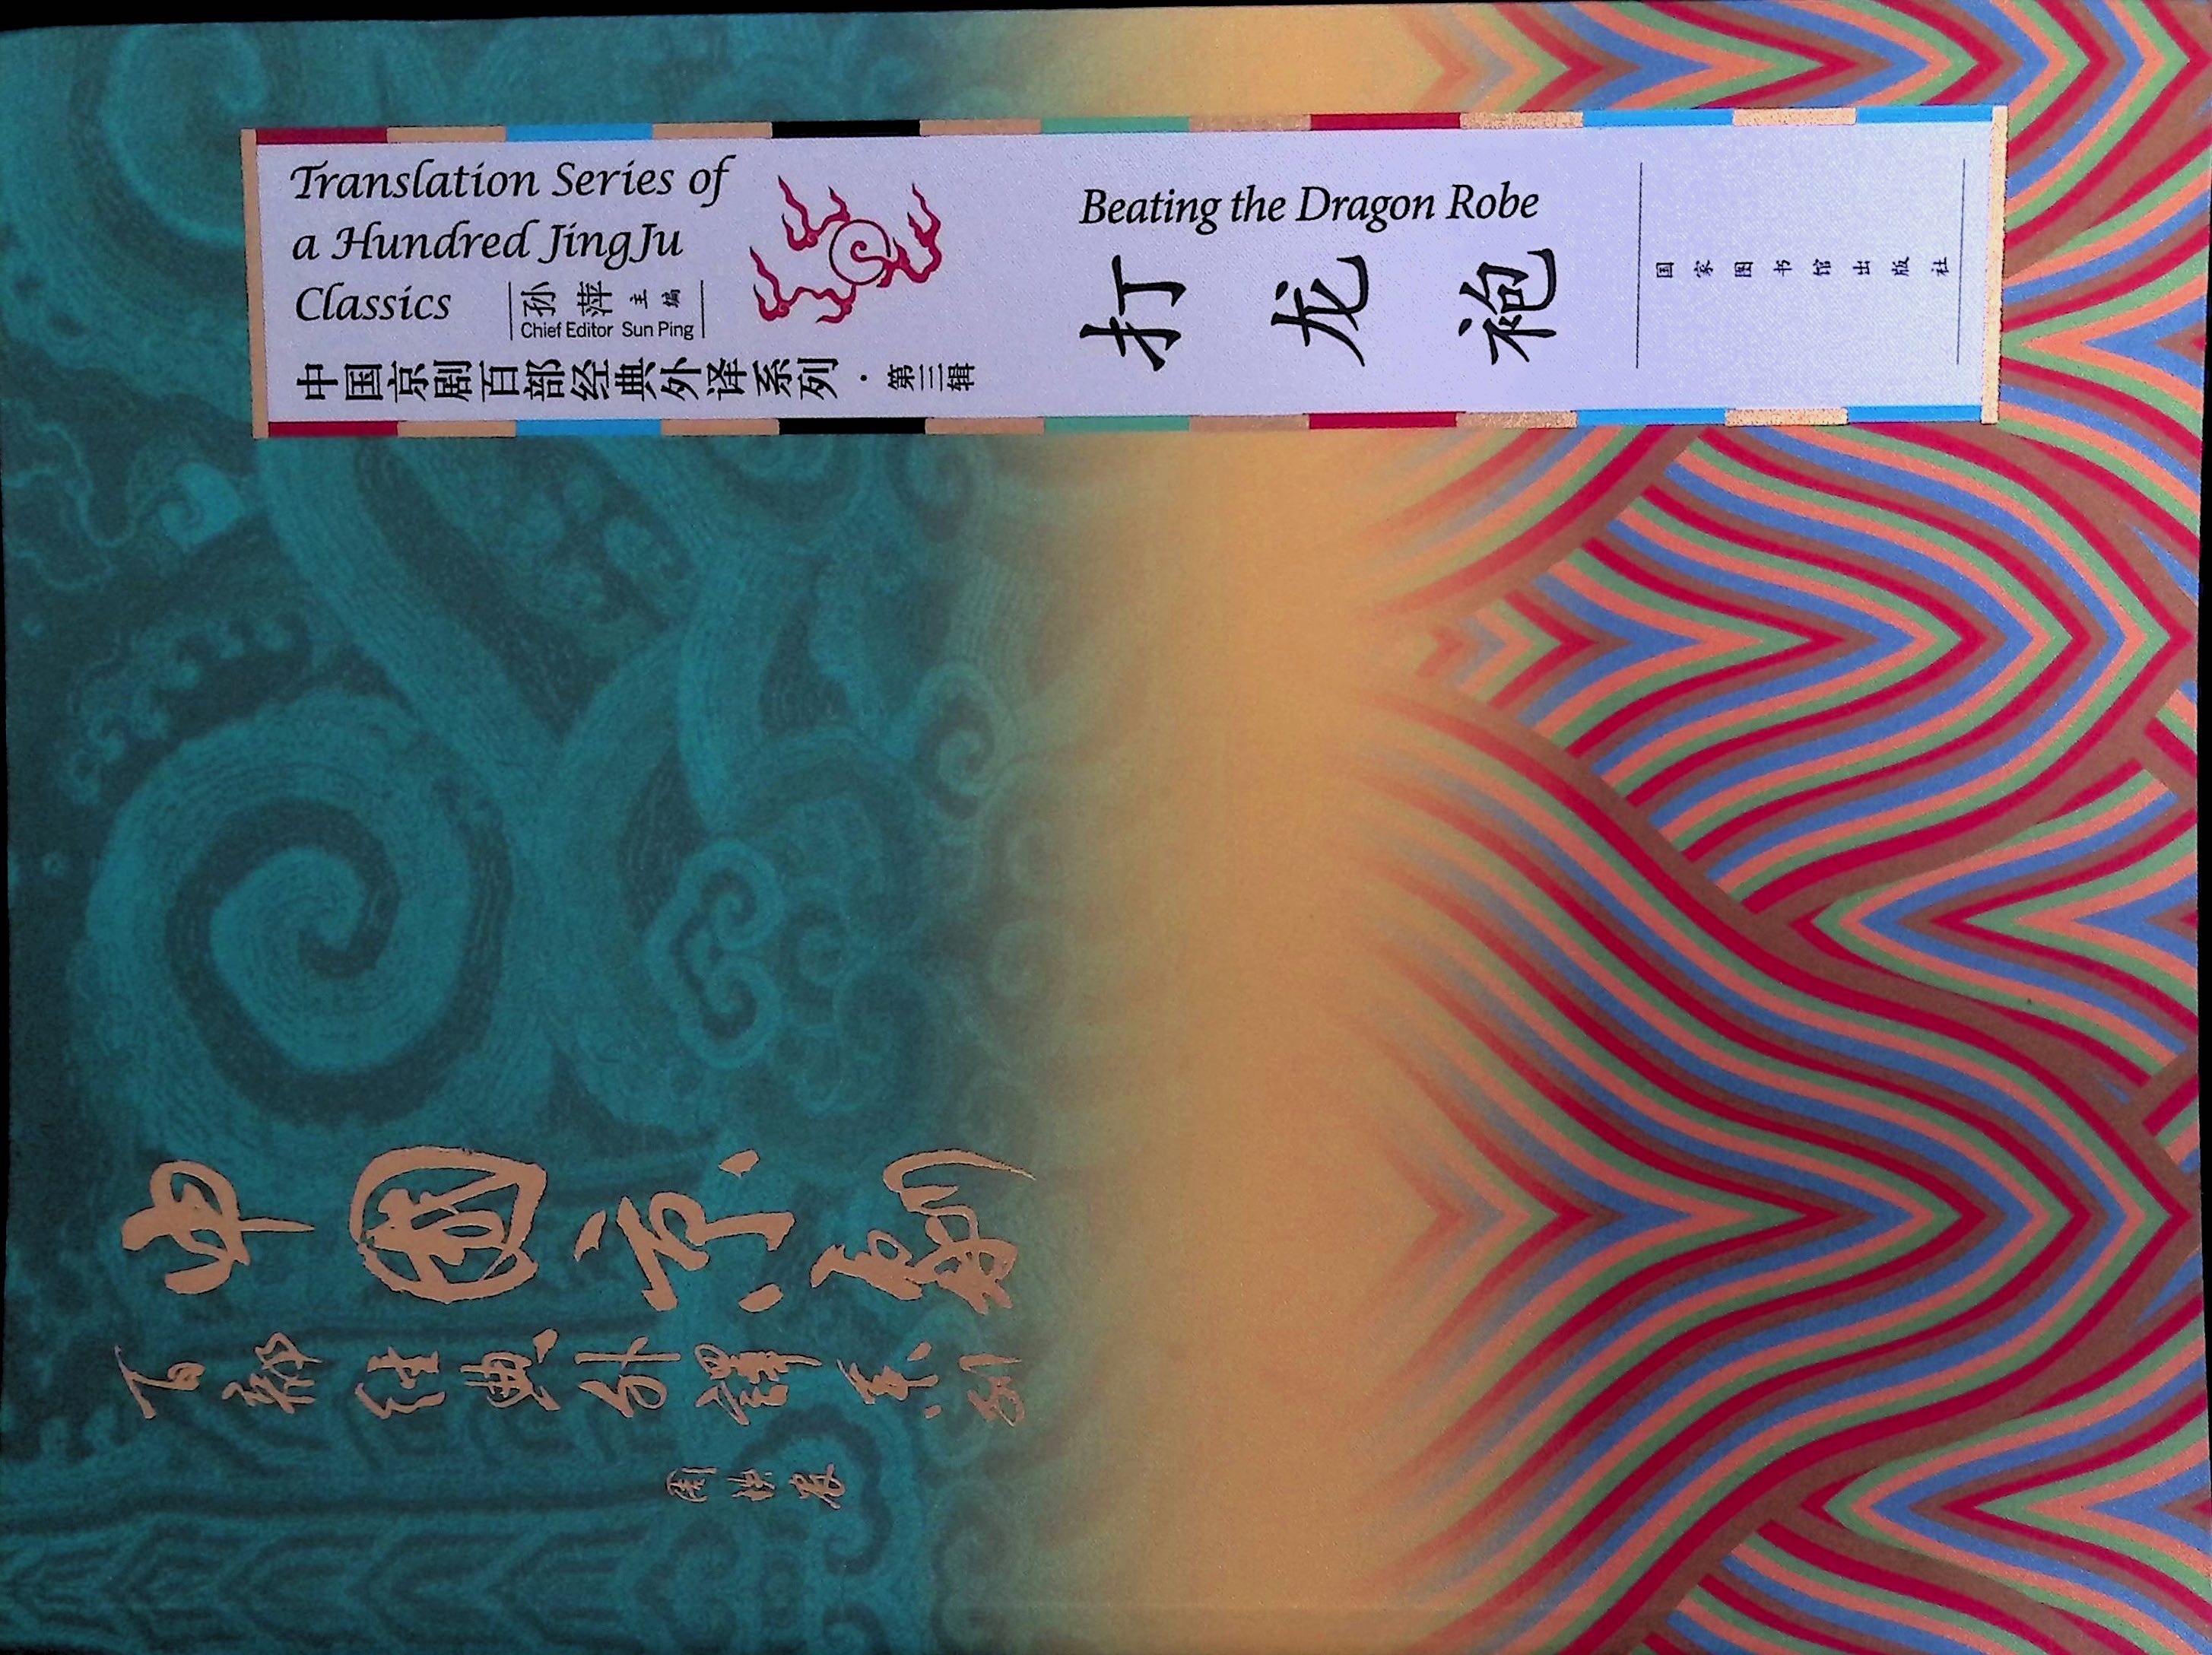 Translation Series of
a Hundred JingJu
Classics
孙萍 主编
Chief Editor Sun Ping
中国京剧百部经典外译系列·第三辑
Beating the Dragon Robe
打龙袍
国家图书馆出版社
中國京劇
百部经典外譯系列